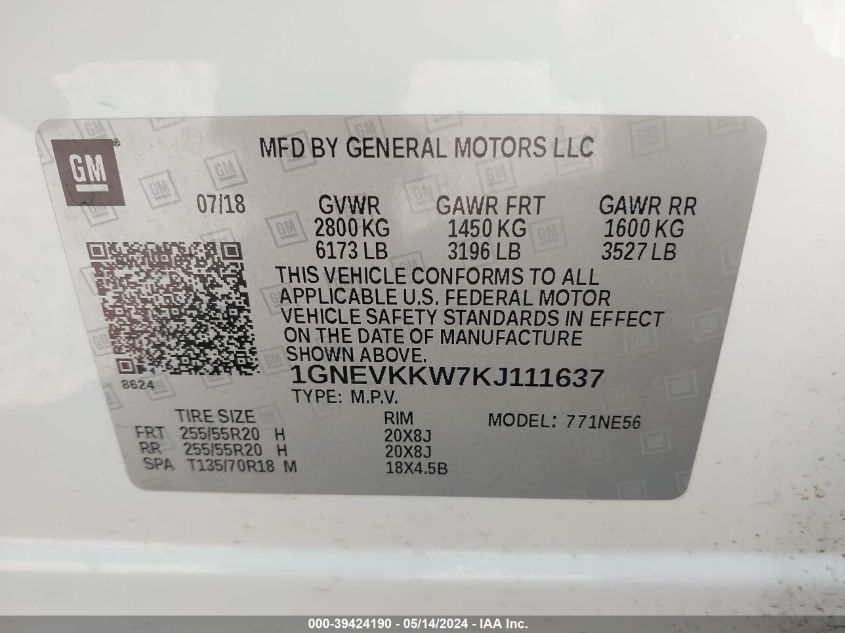 GM
MFD BY GENERAL MOTORS LLC
07/18 GVWR GAWR FRT GAWR RR
2800 KG 1450 KG 1600 KG
6173 LB 3196 LB 3527 LB
THIS VEHICLE CONFORMS TO ALL
APPLICABLE U.S. FEDERAL MOTOR
VEHICLE SAFETY STANDARDS IN EFFECT
ON THE DATE OF MANUFACTURE
SHOWN ABOVE.
8624
1GNEVKKW7KJ111637
TYPE: M.P.V.
TIRE SIZE RIM MODEL: 771NE56
FRT 255/55R20 H 20X8J
RR 255/55R20 H 20X8J
SPA T135/70R18 M 18X4.5B
000-39424190 - 05/14/2024 - IAA Inc.